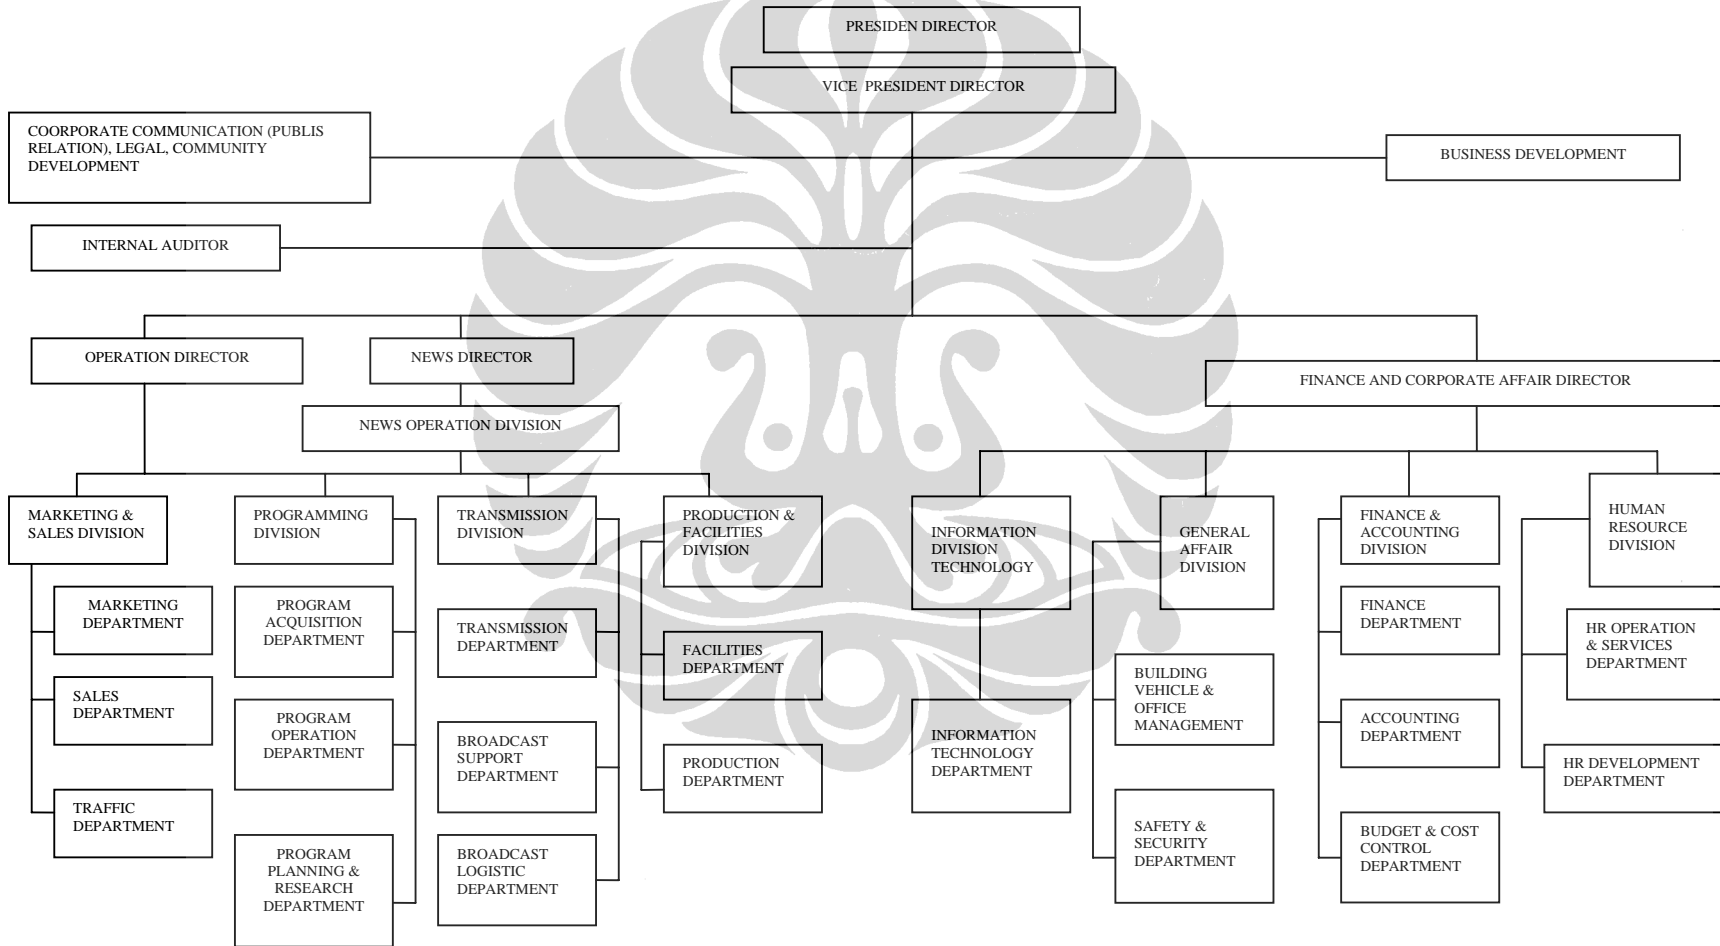 PRESIDEN DIRECTOR
VICE PRESIDENT DIRECTOR
COORPORATE COMMUNICATION (PUBLIS
RELATION), LEGAL, COMMUNITY
DEVELOPMENT
BUSINESS DEVELOPMENT
INTERNAL AUDITOR
OPERATION DIRECTOR
NEWS DIRECTOR
FINANCE AND CORPORATE AFFAIR DIRECTOR
NEWS OPERATION DIVISION
MARKETING &
SALES DIVISION
MARKETING
DEPARTMENT
SALES
DEPARTMENT
TRAFFIC
DEPARTMENT
PROGRAMMING
DIVISION
PROGRAM
ACQUISITION
DEPARTMENT
PROGRAM
OPERATION
DEPARTMENT
PROGRAM
PLANNING &
RESEARCH
DEPARTMENT
TRANSMISSION
DIVISION
TRANSMISSION
DEPARTMENT
BROADCAST
SUPPORT
DEPARTMENT
BROADCAST
LOGISTIC
DEPARTMENT
PRODUCTION &
FACILITIES
DIVISION
FACILITIES
DEPARTMENT
PRODUCTION
DEPARTMENT
INFORMATION
DIVISION
TECHNOLOGY
INFORMATION
TECHNOLOGY
DEPARTMENT
GENERAL
AFFAIR
DIVISION
BUILDING
VEHICLE &
OFFICE
MANAGEMENT
SAFETY &
SECURITY
DEPARTMENT
FINANCE &
ACCOUNTING
DIVISION
FINANCE
DEPARTMENT
ACCOUNTING
DEPARTMENT
BUDGET & COST
CONTROL
DEPARTMENT
HUMAN
RESOURCE
DIVISION
HR OPERATION
& SERVICES
DEPARTMENT
HR DEVELOPMENT
DEPARTMENT